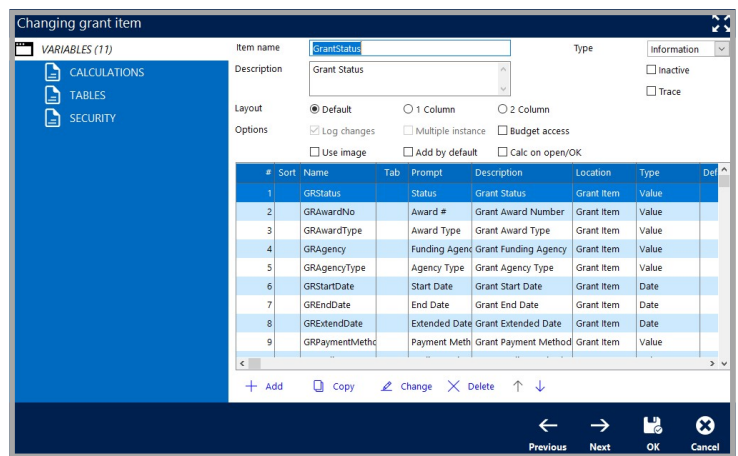 Changing grant item
VARIABLES (11)
CALCULATIONS
TABLES
SECURITY
Item name GrantStatus Type Information
Description Grant Status Inactive
Trace
Layout Default 1 Column 2 Column
Options Log changes Multiple instance Budget access
Use image Add by default Calc on open/OK
# Sort Name Tab Prompt Description Location Type Def
1 GRStatus Status Grant Status Grant Item Value
2 GRAwardNo Award # Grant Award Number Grant Item Value
3 GRAwardType Award Type Grant Award Type Grant Item Value
4 GRAgency Funding Agenc Grant Funding Agency Grant Item Value
5 GRAgencyType Agency Type Grant Agency Type Grant Item Value
6 GRStartDate Start Date Grant Start Date Grant Item Date
7 GREndDate End Date Grant End Date Grant Item Date
8 GRExtendDate Extended Date Grant Extended Date Grant Item Date
9 GRPaymentMethc Payment Meth Grant Payment Method Grant Item Value
Add Copy Change Delete
Previous Next OK Cancel